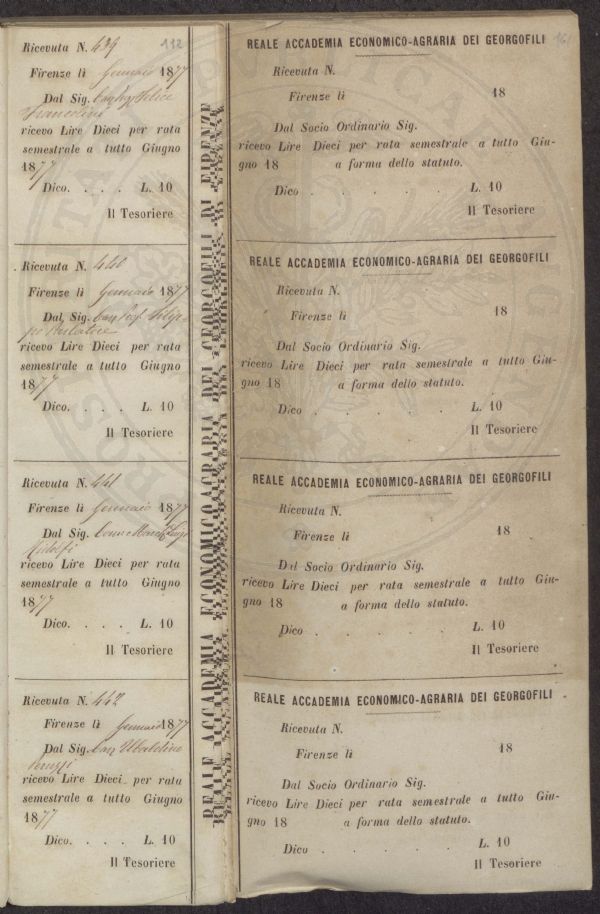 Ricevuta N. 439
112
Firenze li Gennaio 1877
Dal Sig. Felice
Francolini
ricevo Lire Dieci per rata
semestrale a tutto Giugno
1877
Dico. . . . L. 10
Il Tesoriere
Ricevuta N. 440
Firenze li Gennaio 1877
Dal Sig.
ricevo Lire Dieci per rata
semestrale a tutto Giugno
1877
Dico. . . . L. 10
Il Tesoriere
Ricevuta N. 441
Firenze li Gennaio 1877
Dal Sig. Luigi
Ridolfi
ricevo Lire Dieci per rata
semestrale a tutto Giugno
1877
Dico. . . . L. 10
Il Tesoriere
Ricevuta N. 442
Firenze li Gennaio 1877
Dal Sig. Ubaldino
Peruzzi
ricevo Lire Dieci per rata
semestrale a tutto Giugno
1877
Dico. . . . L. 10
Il Tesoriere
REALE ACCADEMIA ECONOMICO-AGRARIA DEI GEORGOFILI DI FIRENZE
REALE ACCADEMIA ECONOMICO-AGRARIA DEI GEORGOFILI
Ricevuta N.
Firenze li 18
Dal Socio Ordinario Sig.
ricevo Lire Dieci per rata semestrale a tutto Giu-
gno 18 a forma dello statuto.
Dico . . . . . . L. 10
Il Tesoriere
REALE ACCADEMIA ECONOMICO-AGRARIA DEI GEORGOFILI
Ricevuta N.
Firenze li 18
Dal Socio Ordinario Sig.
ricevo Lire Dieci per rata semestrale a tutto Giu-
gno 18 a forma dello statuto.
Dico . . . . . L. 10
Il Tesoriere
REALE ACCADEMIA ECONOMICO-AGRARIA DEI GEORGOFILI
Ricevuta N.
Firenze li 18
Dal Socio Ordinario Sig.
ricevo Lire Dieci per rata semestrale a tutto Giu-
gno 18 a forma dello statuto.
Dico . . . . . L. 10
Il Tesoriere
REALE ACCADEMIA ECONOMICO-AGRARIA DEI GEORGOFILI
Ricevuta N.
Firenze li 18
Dal Socio Ordinario Sig.
ricevo Lire Dieci per rata semestrale a tutto Giu-
gno 18 a forma dello statuto.
Dico . . . . . L. 10
Il Tesoriere